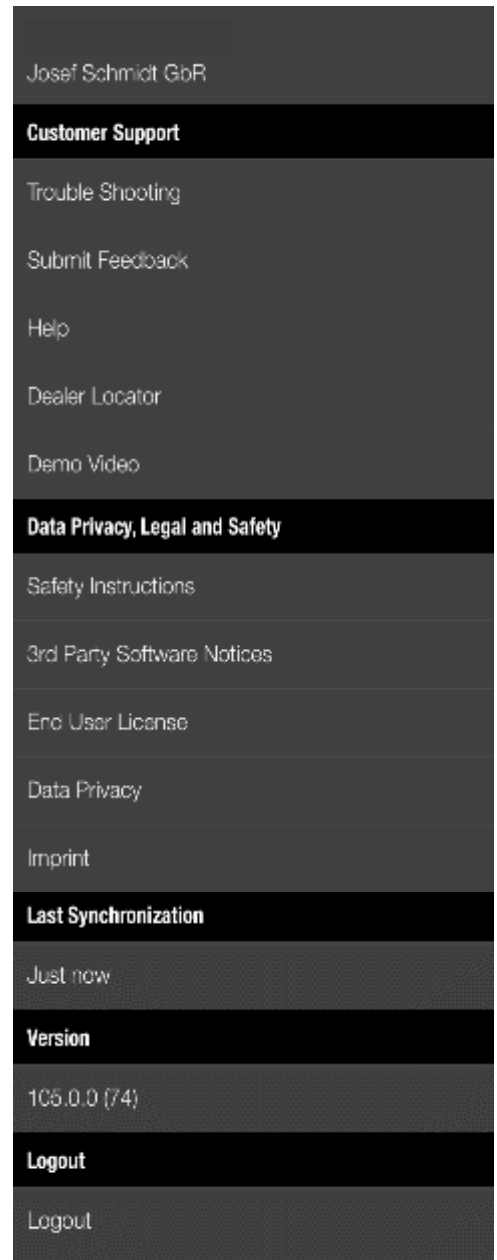 Josef Schmidt GbR
Customer Support
Trouble Shooting
Submit Feedback
Help
Dealer Locator
Demo Video
Data Privacy, Legal and Safety
Safety Instructions
3rd Party Software Notices
End User License
Data Privacy
Imprint
Last Synchronization
Just now
Version
105.0.0 (74)
Logout
Logout